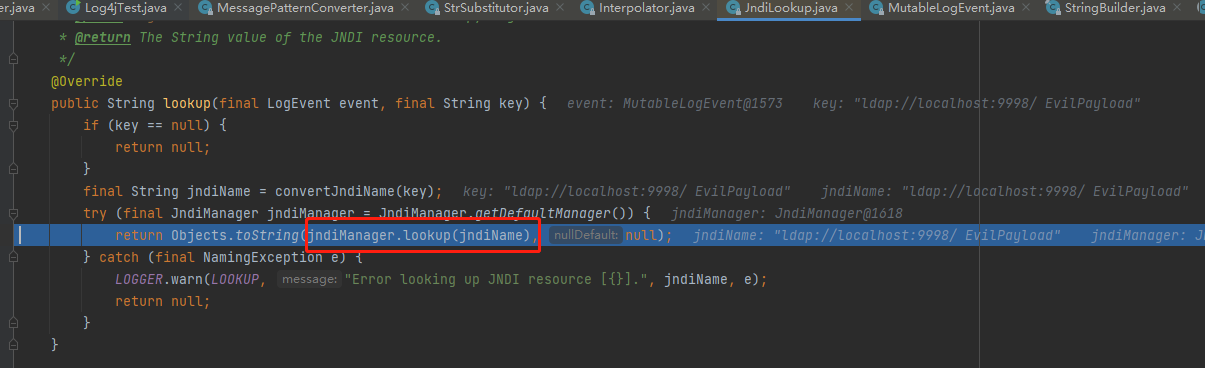 er.java Log4jTest.java MessagePatternConverter.java StrSubstitutor.java Interpolator.java JndiLookup.java MutableLogEvent.java StringBuilder.java
* @return The String value of the JNDI resource.
*/
@Override
public String lookup(final LogEvent event, final String key) { event: MutableLogEvent@1573 key: "ldap://localhost:9998/ EvilPayload"
if (key == null) {
return null;
}
final String jndiName = convertJndiName(key); key: "ldap://localhost:9998/ EvilPayload" jndiName: "ldap://localhost:9998/ EvilPayload"
try (final JndiManager jndiManager = JndiManager.getDefaultManager()) { jndiManager: JndiManager@1618
return Objects.toString(jndiManager.lookup(jndiName), nullDefault: null); jndiName: "ldap://localhost:9998/ EvilPayload" jndiManager: Jn
} catch (final NamingException e) {
LOGGER.warn(LOOKUP, message: "Error looking up JNDI resource [{}].", jndiName, e);
return null;
}
}